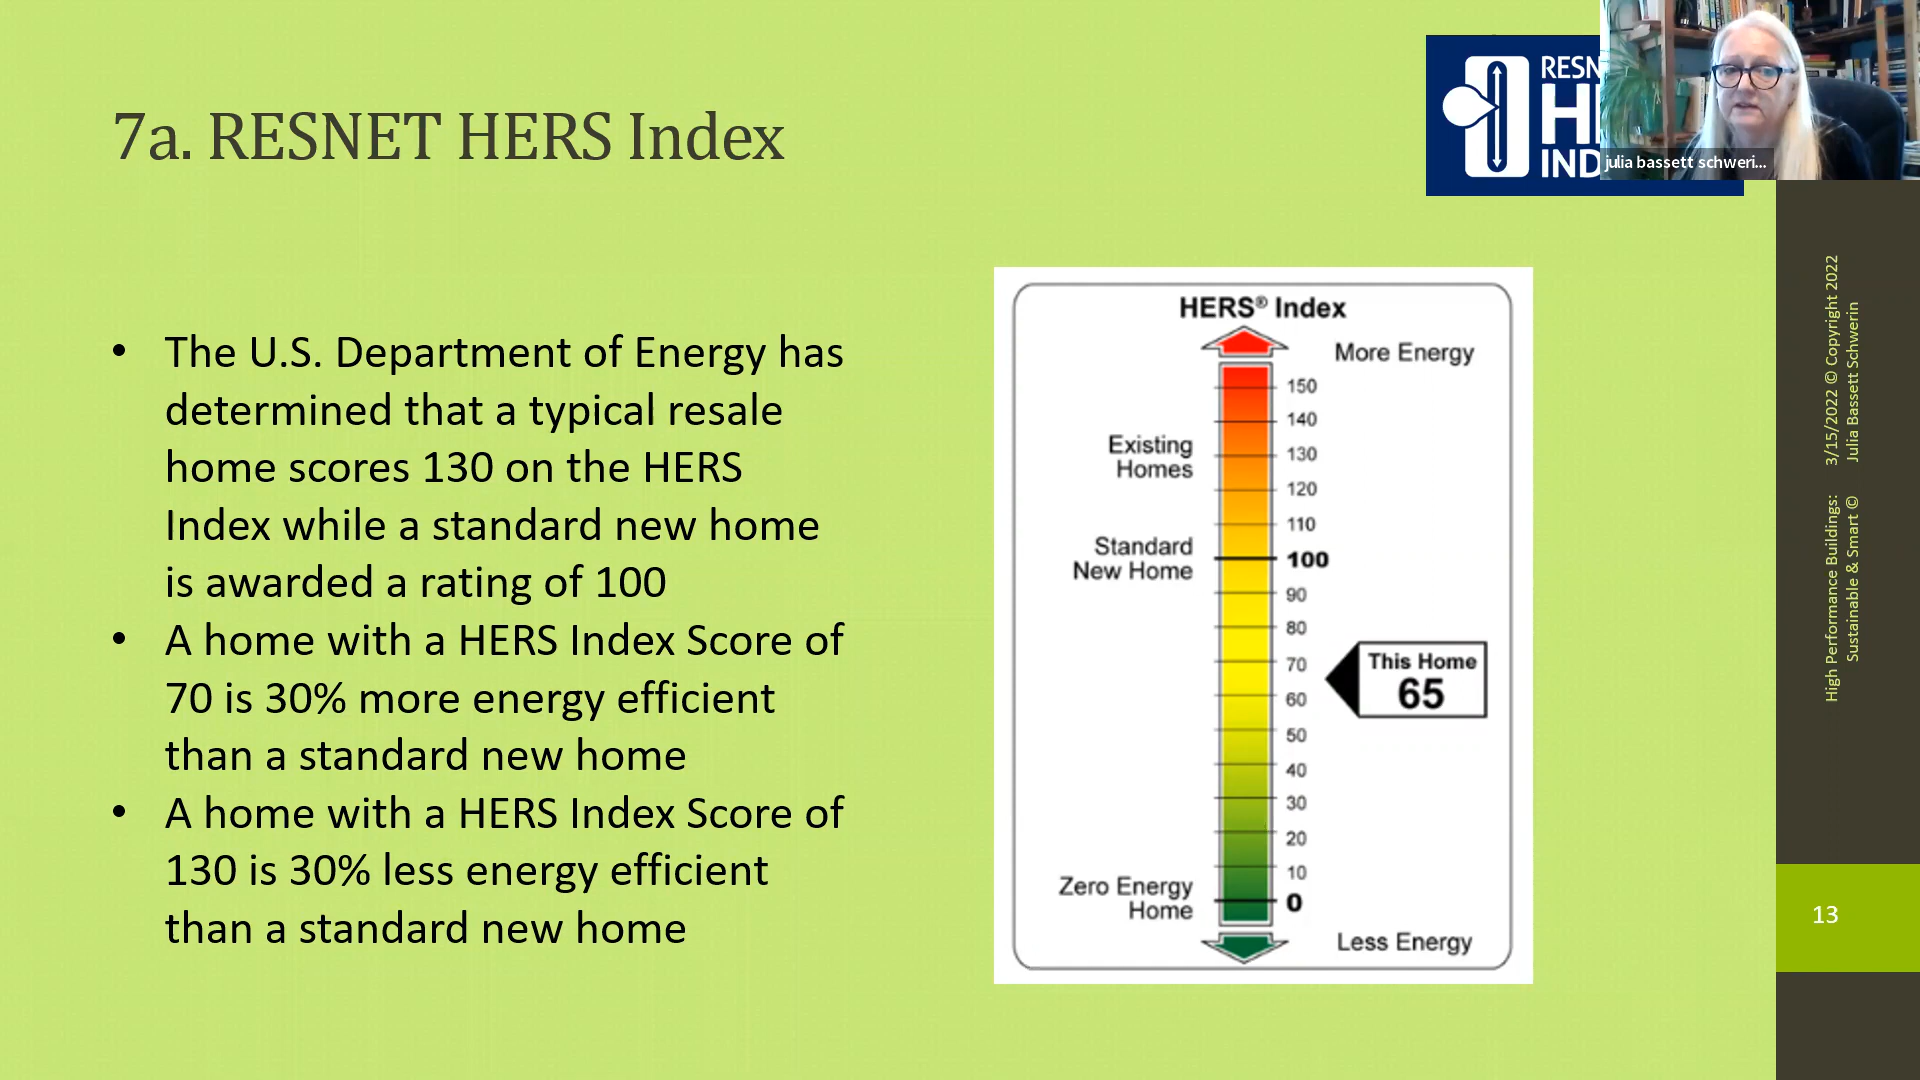 7a. RESNET HERS Index
julia bassett schweri...
• The U.S. Department of Energy has
determined that a typical resale
home scores 130 on the HERS
Index while a standard new home
is awarded a rating of 100
• A home with a HERS Index Score of
70 is 30% more energy efficient
than a standard new home
• A home with a HERS Index Score of
130 is 30% less energy efficient
than a standard new home
HERS® Index
More Energy
150
140
Existing
Homes
130
120
110
Standard
New Home
100
90
80
70
This Home
65
60
50
40
30
20
10
Zero Energy
Home
0
Less Energy
High Performance Buildings: 3/15/2022 © Copyright 2022
Sustainable & Smart © Julia Bassett Schwerin
13